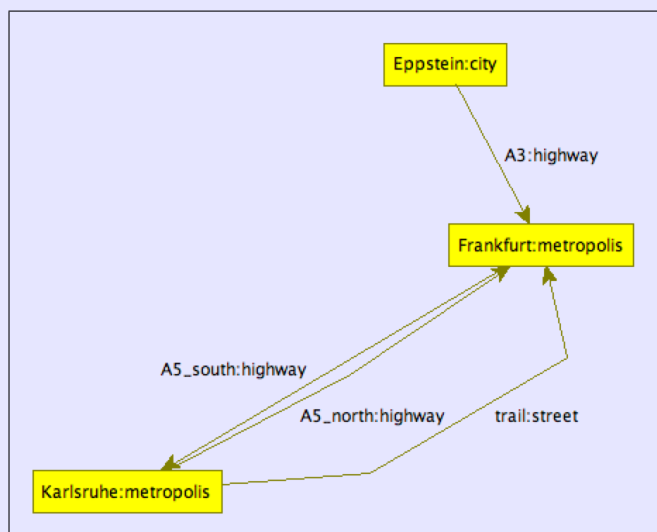 Eppstein:city
A3:highway
Frankfurt:metropolis
A5_south:highway
A5_north:highway
trail:street
Karlsruhe:metropolis